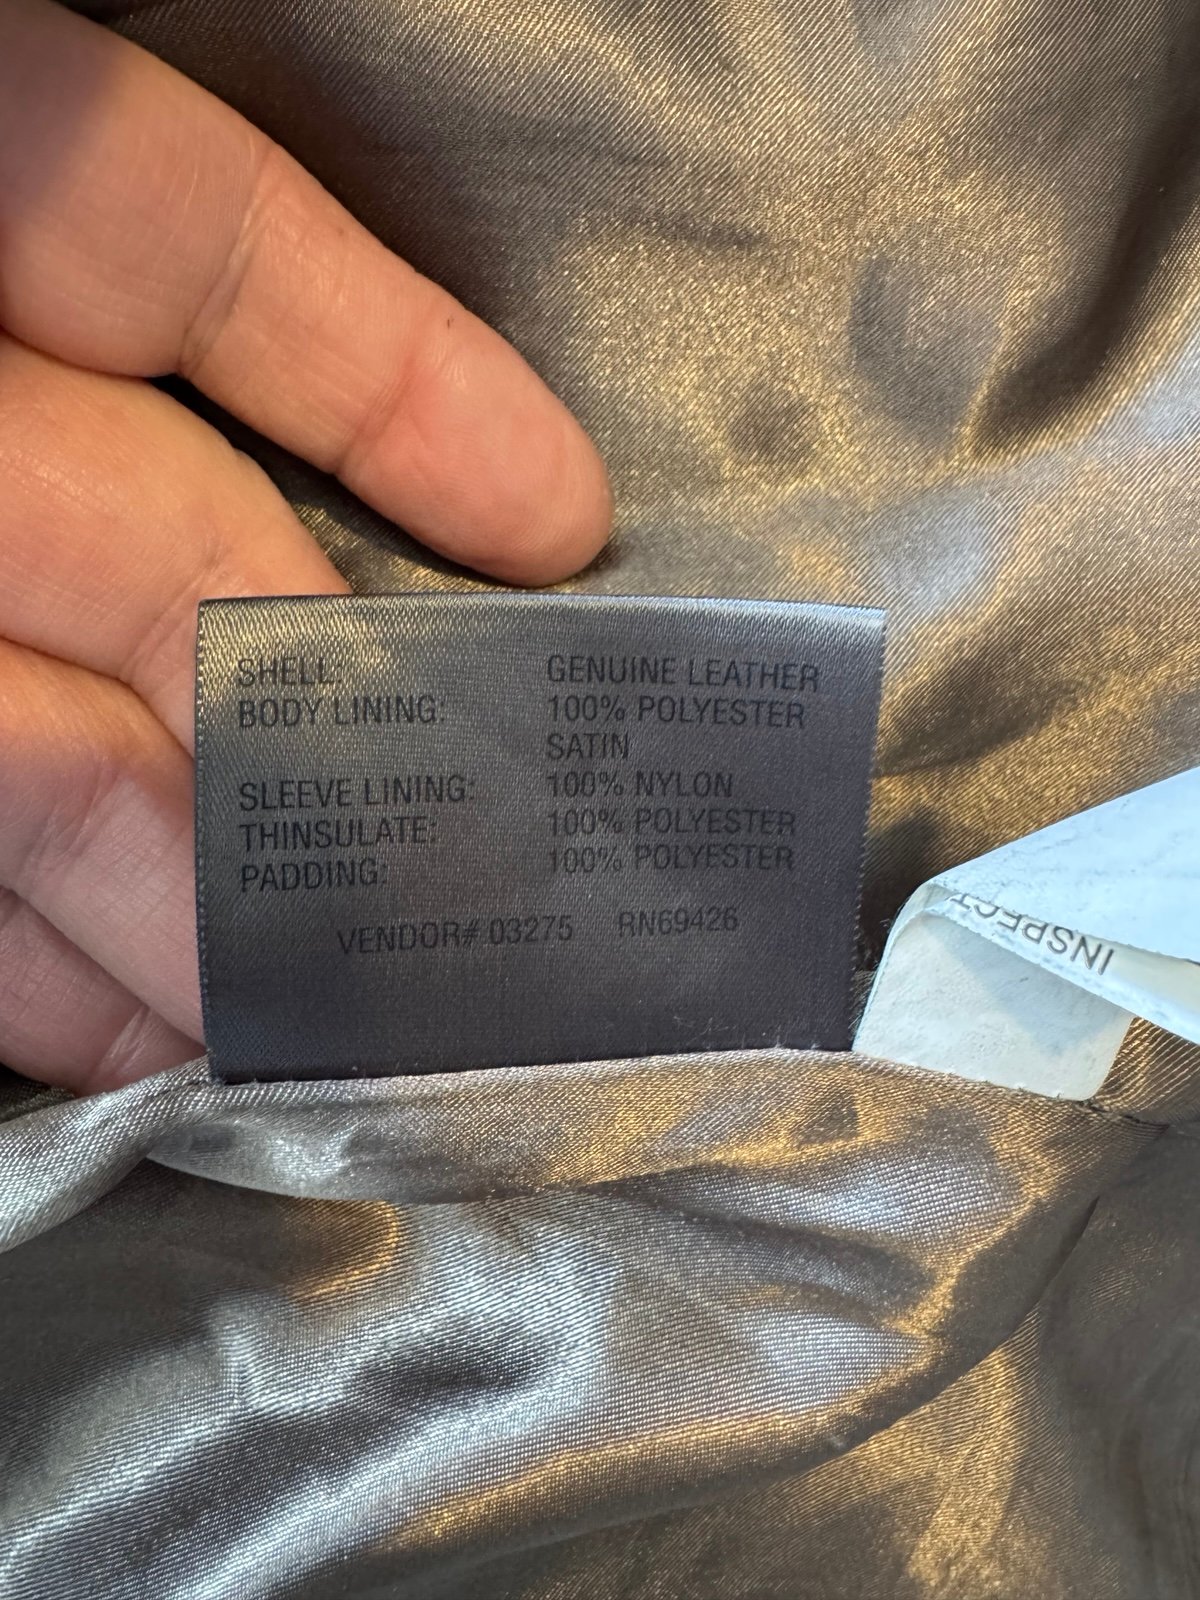 SHELL: GENUINE LEATHER
BODY LINING: 100% POLYESTER
SATIN
SLEEVE LINING: 100% NYLON
THINSULATE: 100% POLYESTER
PADDING: 100% POLYESTER
VENDOR# 03275 RN69426
INSPECT